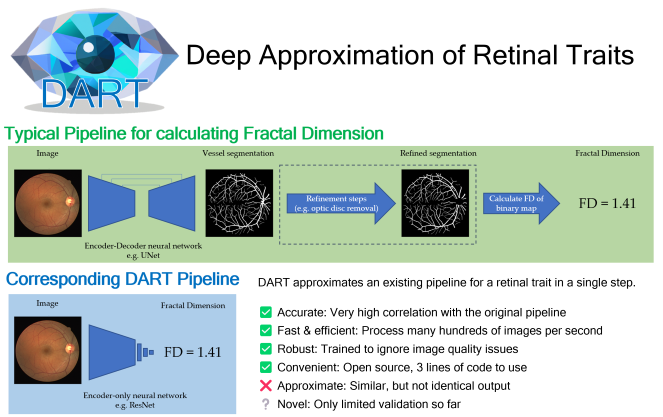 DART
Deep Approximation of Retinal Traits
Typical Pipeline for calculating Fractal Dimension
Image
Vessel segmentation
Refined segmentation
Fractal Dimension
Refinement steps
(e.g. optic disc removal)
Calculate FD of
binary map
FD = 1.41
Encoder-Decoder neural network
e.g. UNet
Corresponding DART Pipeline
Image
Fractal Dimension
FD = 1.41
Encoder-only neural network
e.g. ResNet
DART approximates an existing pipeline for a retinal trait in a single step.
Accurate: Very high correlation with the original pipeline
Fast & efficient: Process many hundreds of images per second
Robust: Trained to ignore image quality issues
Convenient: Open source, 3 lines of code to use
Approximate: Similar, but not identical output
? Novel: Only limited validation so far